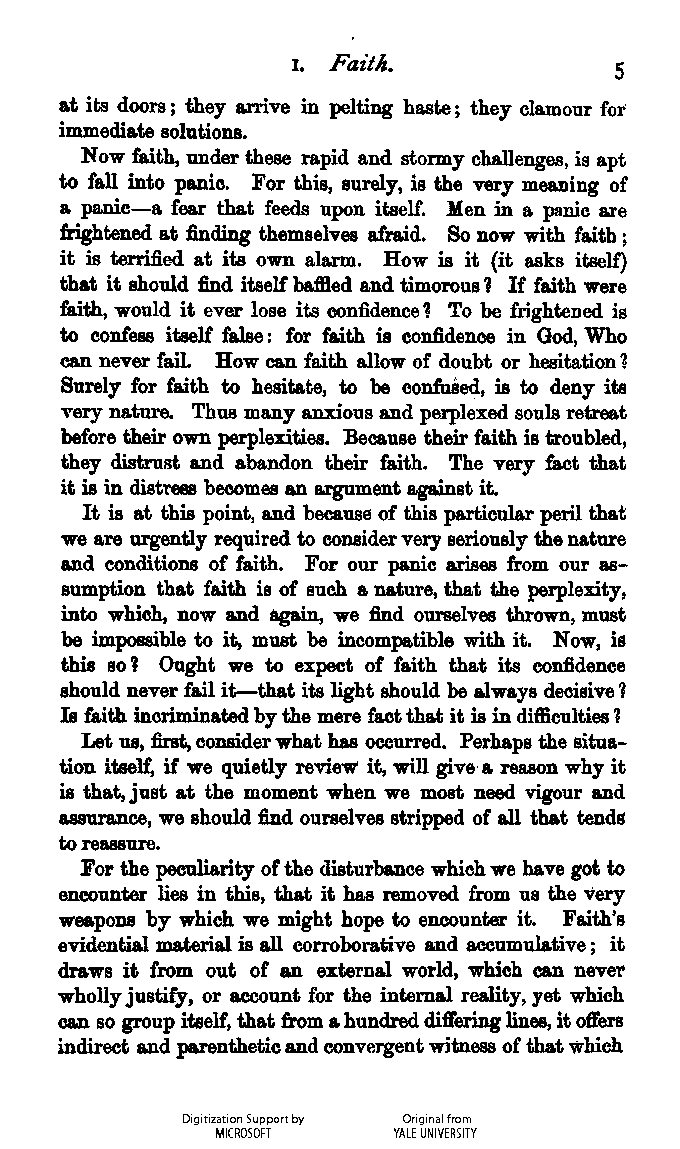 I. Faith. 5
at its doors; they arrive in pelting haste; they clamour for
immediate solutions.
Now faith, under these rapid and stormy challenges, is apt
to fall into panic. For this, surely, is the very meaning of
a panic—a fear that feeds upon itself. Men in a panic are
frightened at finding themselves afraid. So now with faith;
it is terrified at its own alarm. How is it (it asks itself)
that it should find itself baffled and timorous? If faith were
faith, would it ever lose its confidence? To be frightened is
to confess itself false: for faith is confidence in God, Who
can never fail. How can faith allow of doubt or hesitation?
Surely for faith to hesitate, to be confused, is to deny its
very nature. Thus many anxious and perplexed souls retreat
before their own perplexities. Because their faith is troubled,
they distrust and abandon their faith. The very fact that
it is in distress becomes an argument against it.
It is at this point, and because of this particular peril that
we are urgently required to consider very seriously the nature
and conditions of faith. For our panic arises from our as-
sumption that faith is of such a nature, that the perplexity,
into which, now and again, we find ourselves thrown, must
be impossible to it, must be incompatible with it. Now, is
this so? Ought we to expect of faith that its confidence
should never fail it—that its light should be always decisive?
Is faith incriminated by the mere fact that it is in difficulties?
Let us, first, consider what has occurred. Perhaps the situa-
tion itself, if we quietly review it, will give a reason why it
is that, just at the moment when we most need vigour and
assurance, we should find ourselves stripped of all that tends
to reassure.
For the peculiarity of the disturbance which we have got to
encounter lies in this, that it has removed from us the very
weapons by which we might hope to encounter it. Faith's
evidential material is all corroborative and accumulative; it
draws it from out of an external world, which can never
wholly justify, or account for the internal reality, yet which
can so group itself, that from a hundred differing lines, it offers
indirect and parenthetic and convergent witness of that which
Digitization Support by Original from
MICROSOFT YALE UNIVERSITY